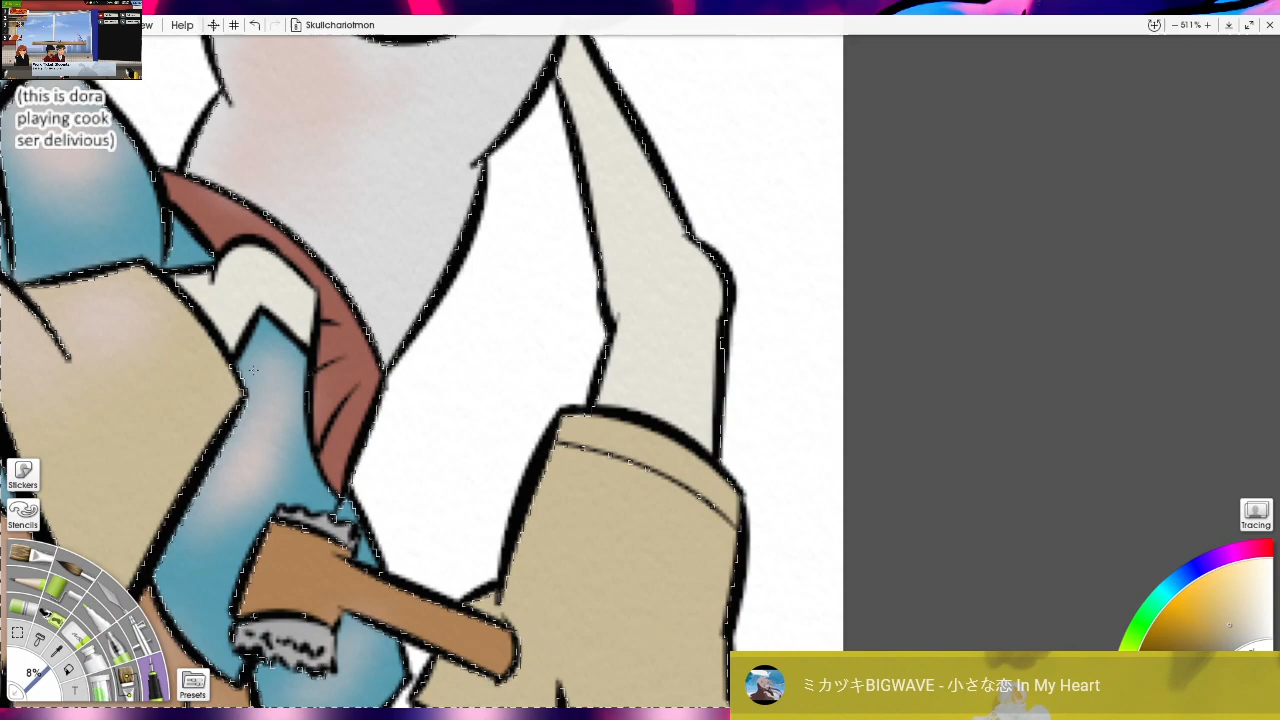 ew
Help
Skullchariotmon
511%
(this is dora
playing cook
ser delivious)
Stickers
Stencils
8%
T
Presets
Tracing
ミカヅキBIGWAVE - 小さな恋 In My Heart